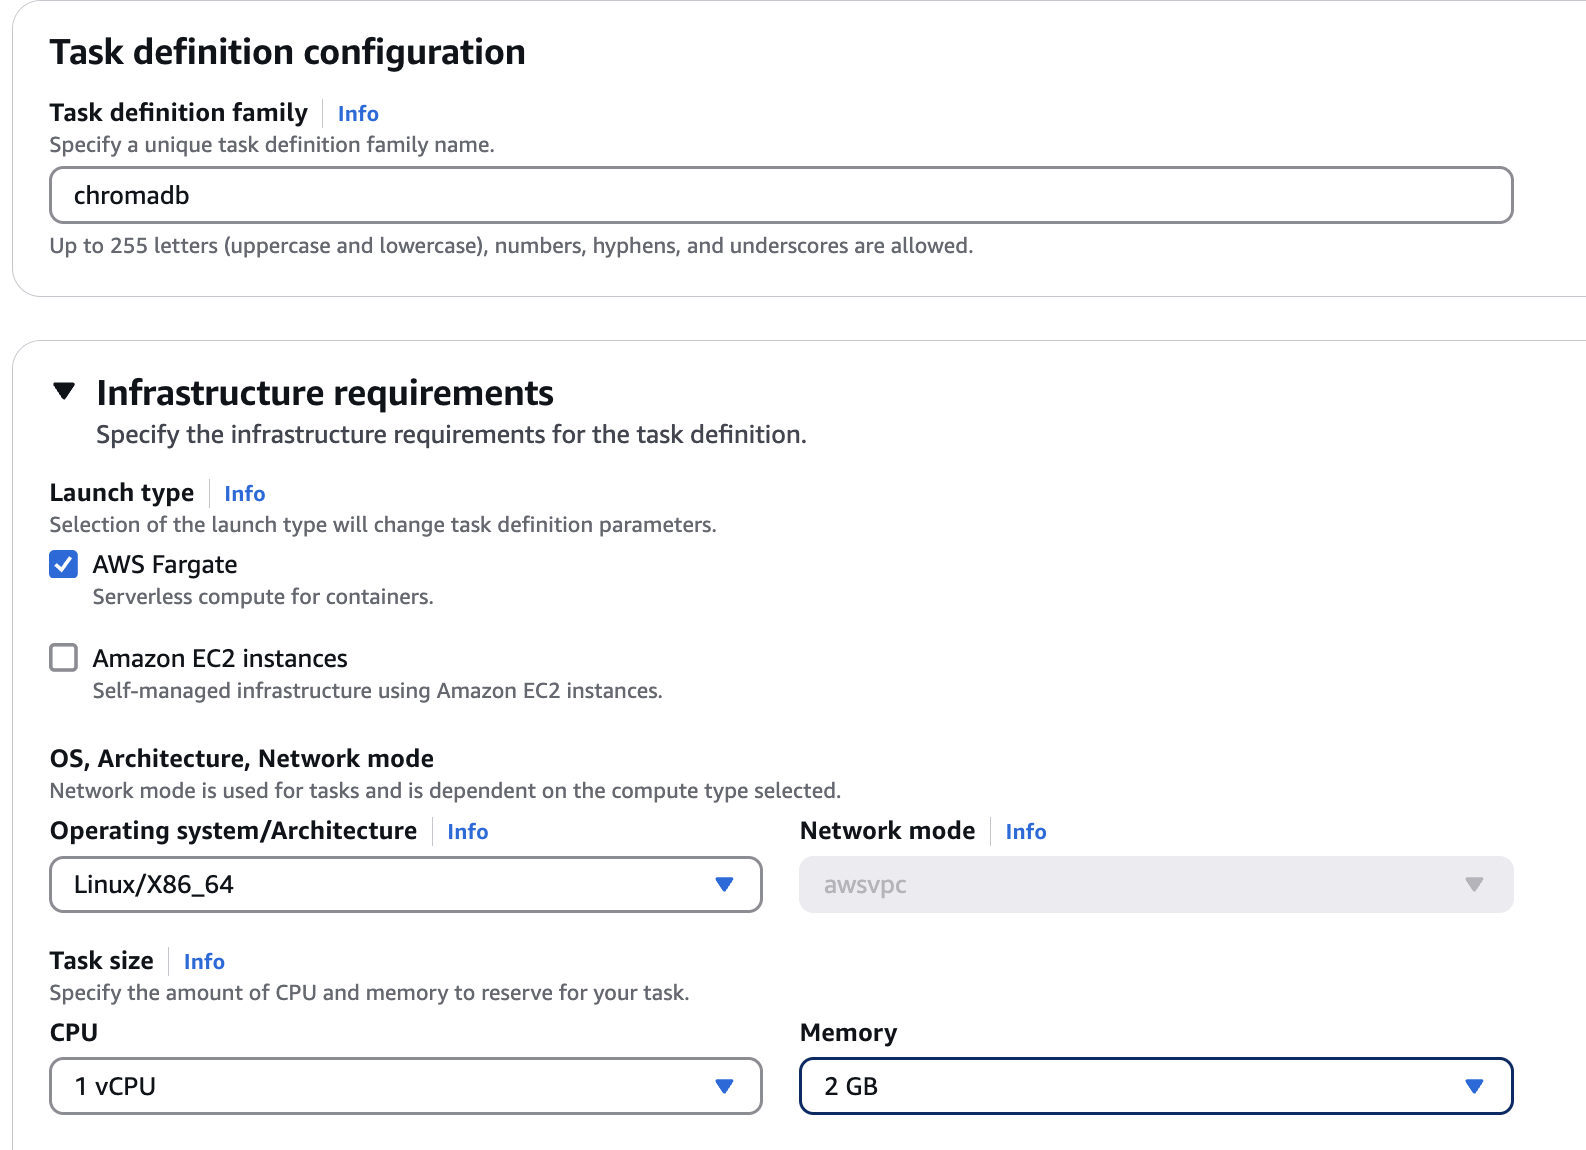 Task definition configuration
Task definition family Info
Specify a unique task definition family name.
chromadb
Up to 255 letters (uppercase and lowercase), numbers, hyphens, and underscores are allowed.
Infrastructure requirements
Specify the infrastructure requirements for the task definition.
Launch type Info
Selection of the launch type will change task definition parameters.
AWS Fargate
Serverless compute for containers.
Amazon EC2 instances
Self-managed infrastructure using Amazon EC2 instances.
OS, Architecture, Network mode
Network mode is used for tasks and is dependent on the compute type selected.
Operating system/Architecture Info
Linux/X86_64
Network mode Info
awsvpc
Task size Info
Specify the amount of CPU and memory to reserve for your task.
CPU
1 vCPU
Memory
2 GB